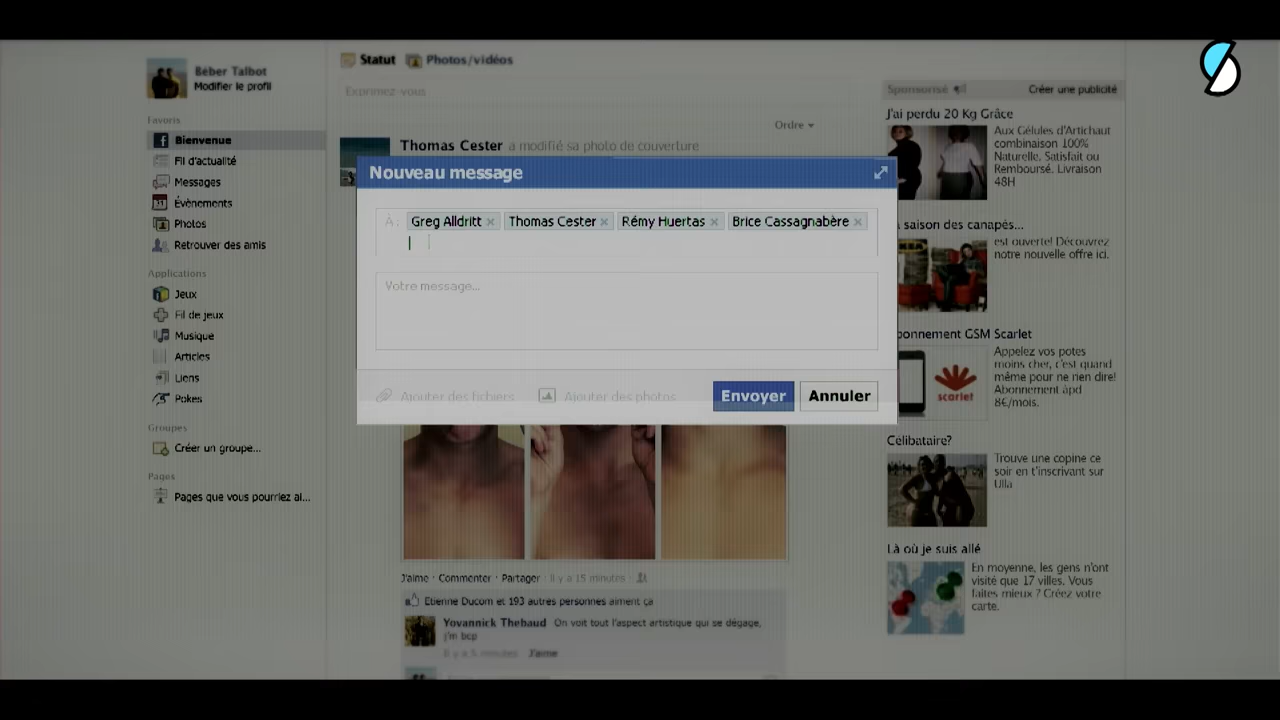 Béber Talbot
Modifier le profil
Favoris
Bienvenue
Fil d'actualité
Messages
Évènements
Photos
Retrouver des amis
Applications
Jeux
Fil de jeux
Musique
Articles
Liens
Pokes
Groupes
Créer un groupe...
Pages
Pages que vous pourriez ai...
Statut Photos/vidéos
Exprimez-vous
Ordre
Thomas Cester a modifié sa photo de couverture
Nouveau message
À : Greg Alldritt × Thomas Cester × Rémy Huertas × Brice Cassagnabère ×
Votre message...
Ajouter des fichiers Ajouter des photos Envoyer Annuler
J'aime · Commenter · Partager · Il y a 15 minutes ·
Etienne Ducom et 193 autres personnes aiment ça
Yovannick Thebaud On voit tout l'aspect artistique qui se dégage,
j'm bcp
Il y a 5 minutes J'aime
Sponsorisé Créer une publicité
J'ai perdu 20 Kg Grâce
Aux Gélules d'Artichaut
combinaison 100%
Naturelle. Satisfait ou
Remboursé. Livraison
48H
a saison des canapés...
est ouverte! Découvrez
notre nouvelle offre ici.
bonnement GSM Scarlet
Appelez vos potes
moins cher, c'est quand
même pour ne rien dire!
Abonnement àpd
8€/mois.
scarlet
Célibataire?
Trouve une copine ce
soir en t'inscrivant sur
Ulla
Là où je suis allé
En moyenne, les gens n'ont
visité que 17 villes. Vous
faites mieux ? Créez votre
carte.